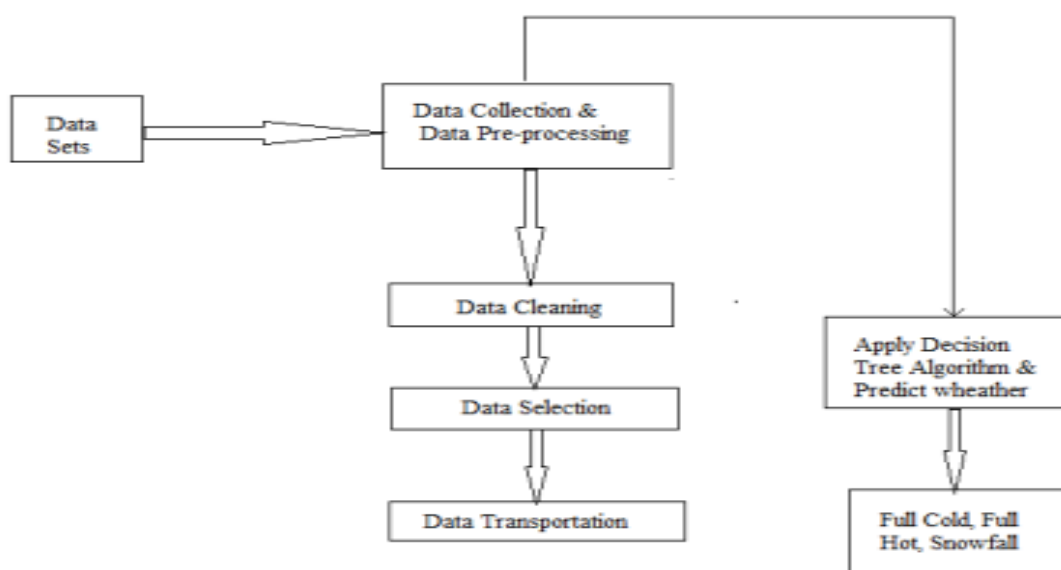 Data
Sets
Data Collection &
Data Pre-processing
Data Cleaning
Data Selection
Data Transportation
Apply Decision
Tree Algorithm &
Predict wheather
Full Cold, Full
Hot, Snowfall